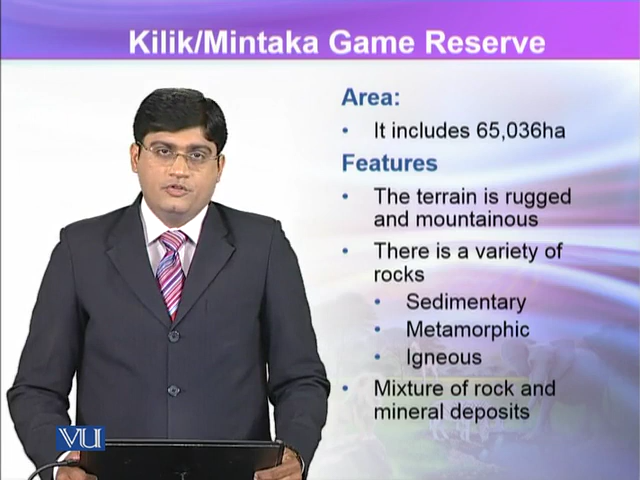 Kilik/Mintaka Game Reserve
Area:
• It includes 65,036ha
Features
• The terrain is rugged
and mountainous
• There is a variety of
rocks
• Sedimentary
• Metamorphic
• Igneous
• Mixture of rock and
mineral deposits
VU